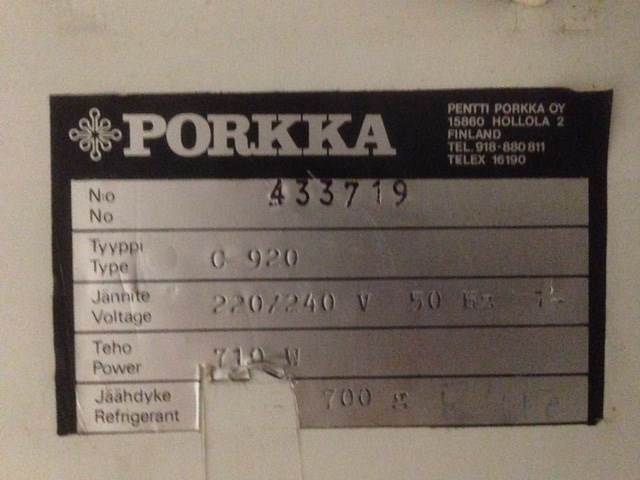 PORKKA
PENTTI PORKKA OY
15860 HOLLOLA 2
FINLAND
TEL. 918-880 811
TELEX 16190
N:o
No
433719
Tyyppi
Type
C 920
Jännite
Voltage
220/240 V 50 Hz 1~
Teho
Power
710 W
Jäähdyke
Refrigerant
700 g